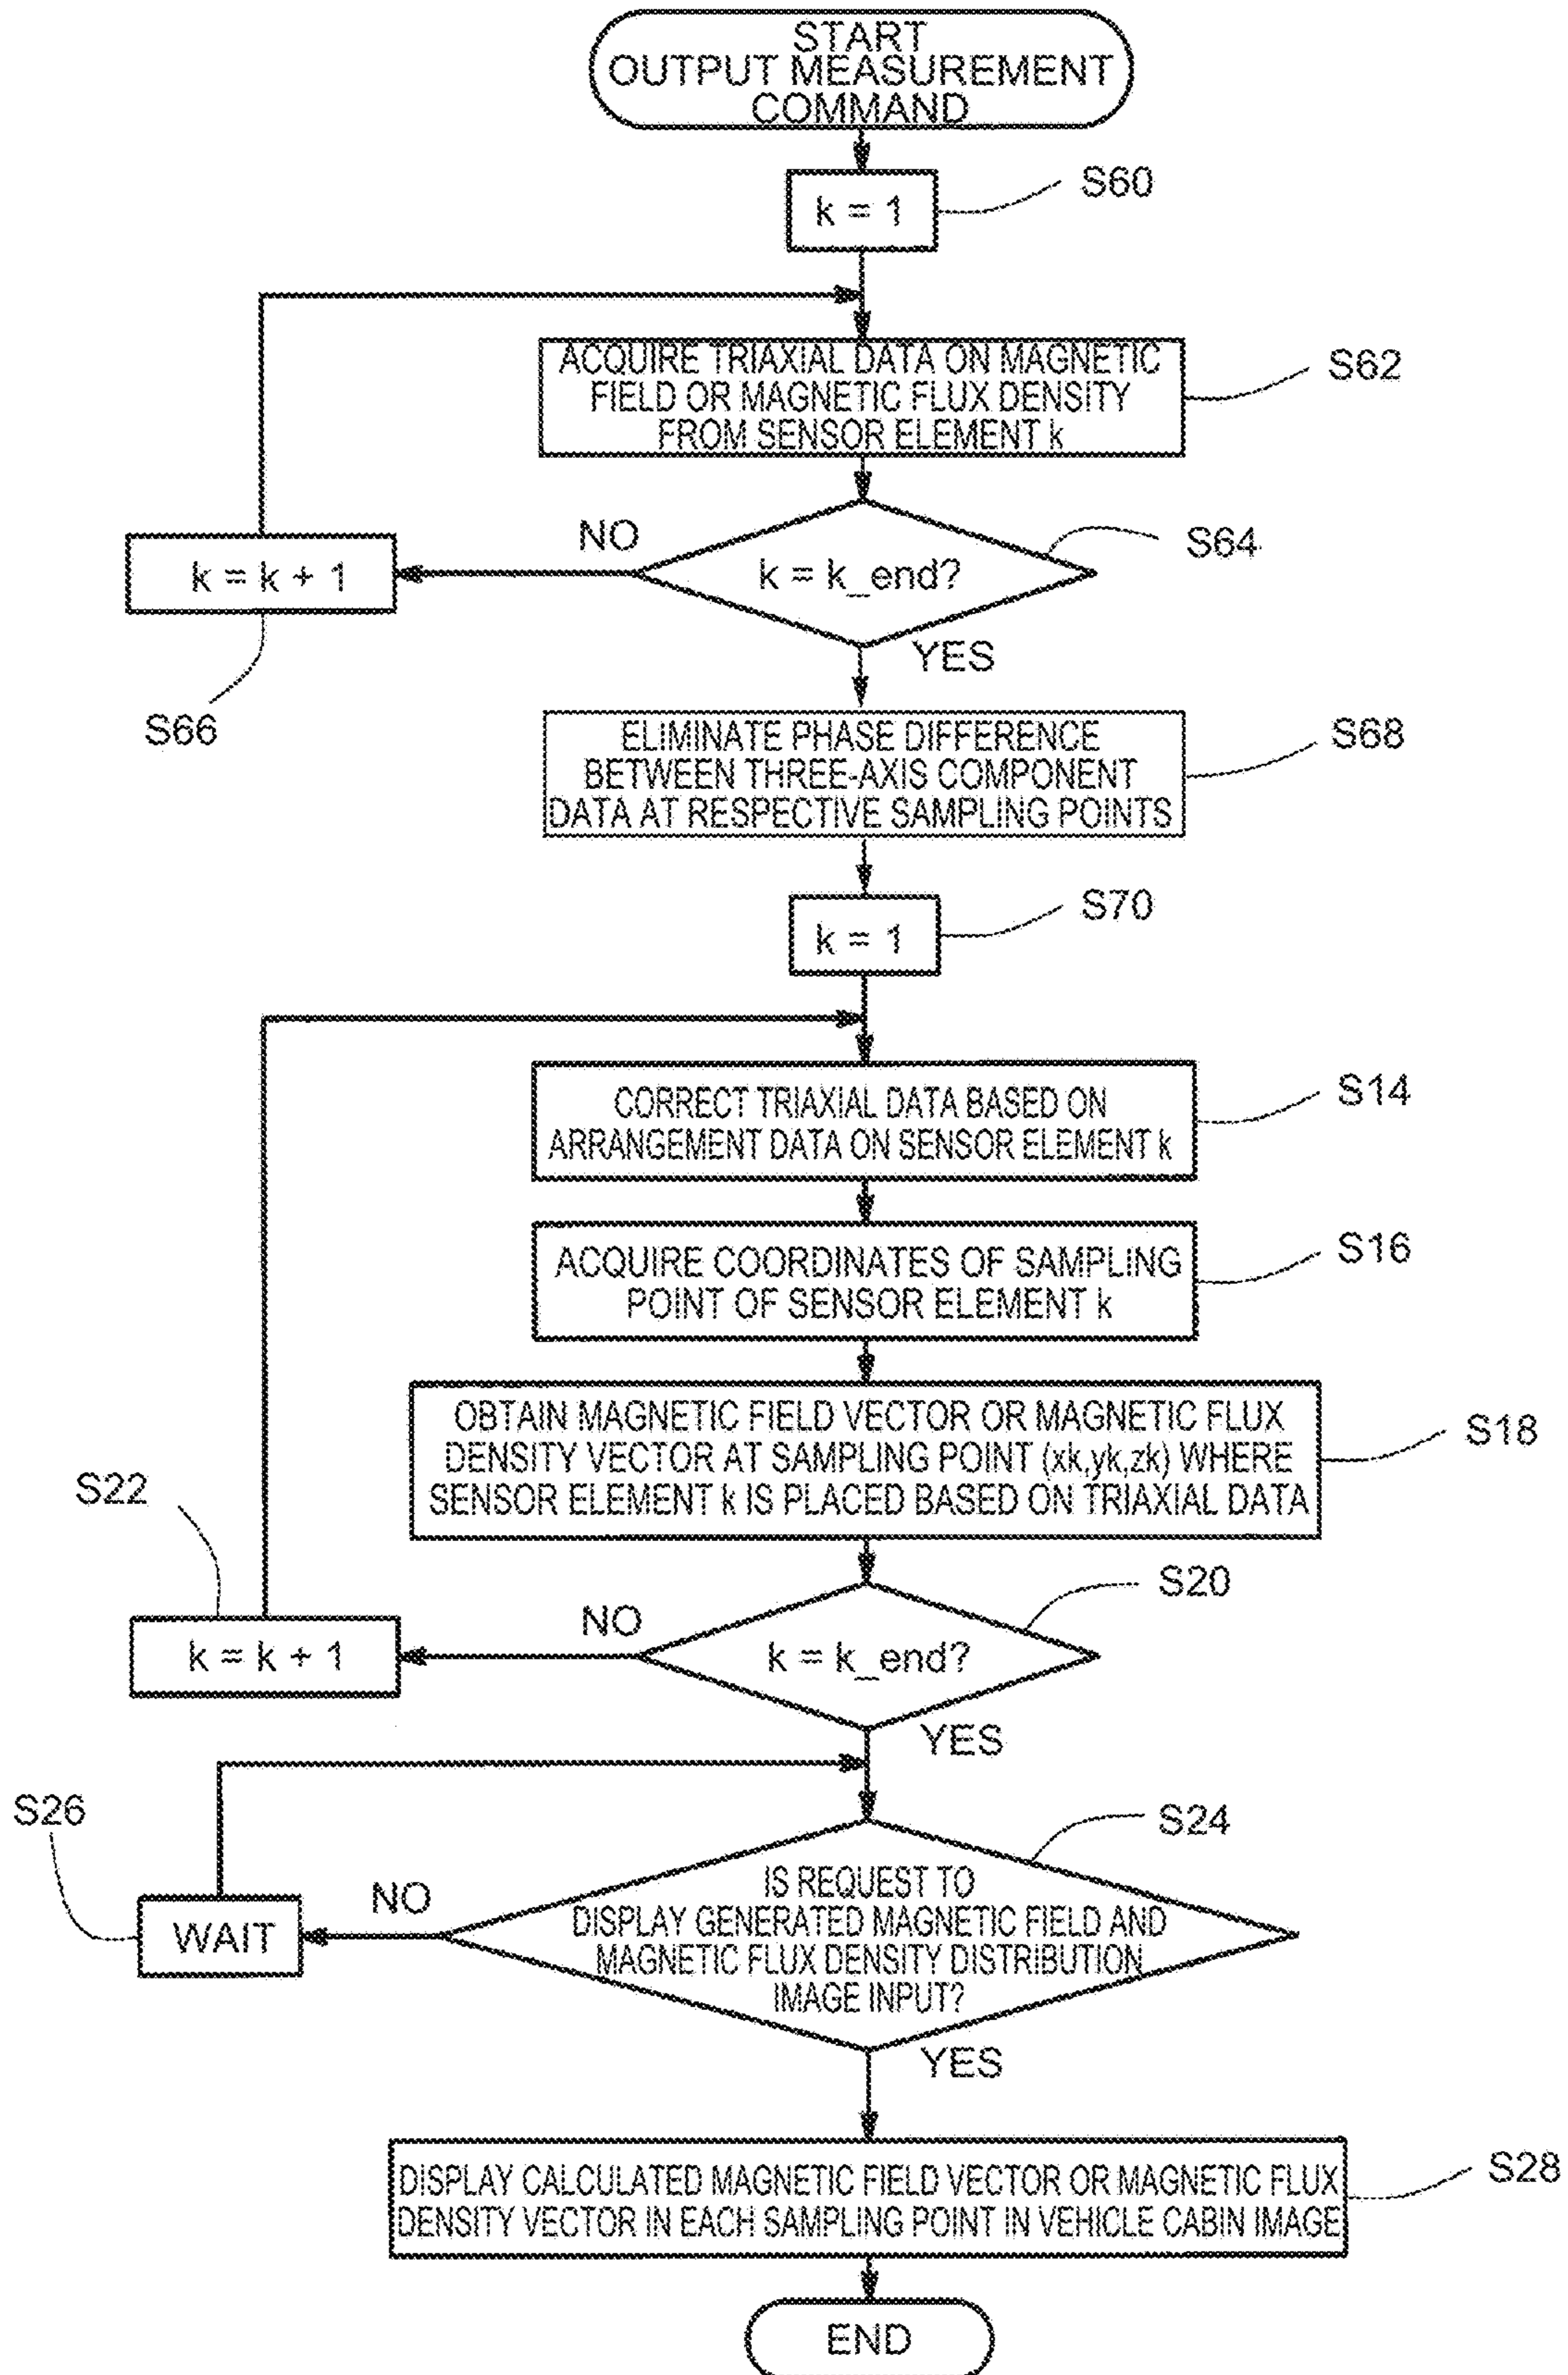 START
OUTPUT MEASUREMENT
COMMAND
k = 1
S60
ACQUIRE TRIAXIAL DATA ON MAGNETIC
FIELD OR MAGNETIC FLUX DENSITY
FROM SENSOR ELEMENT k
S62
k = k_end?
S64
NO
YES
k = k + 1
S66
ELIMINATE PHASE DIFFERENCE
BETWEEN THREE-AXIS COMPONENT
DATA AT RESPECTIVE SAMPLING POINTS
S68
k = 1
S70
CORRECT TRIAXIAL DATA BASED ON
ARRANGEMENT DATA ON SENSOR ELEMENT k
S14
ACQUIRE COORDINATES OF SAMPLING
POINT OF SENSOR ELEMENT k
S16
OBTAIN MAGNETIC FIELD VECTOR OR MAGNETIC FLUX
DENSITY VECTOR AT SAMPLING POINT (xk,yk,zk) WHERE
SENSOR ELEMENT k IS PLACED BASED ON TRIAXIAL DATA
S18
k = k_end?
S20
NO
YES
k = k + 1
S22
IS REQUEST TO
DISPLAY GENERATED MAGNETIC FIELD AND
MAGNETIC FLUX DENSITY DISTRIBUTION
IMAGE INPUT?
S24
NO
YES
WAIT
S26
DISPLAY CALCULATED MAGNETIC FIELD VECTOR OR MAGNETIC FLUX
DENSITY VECTOR IN EACH SAMPLING POINT IN VEHICLE CABIN IMAGE
S28
END